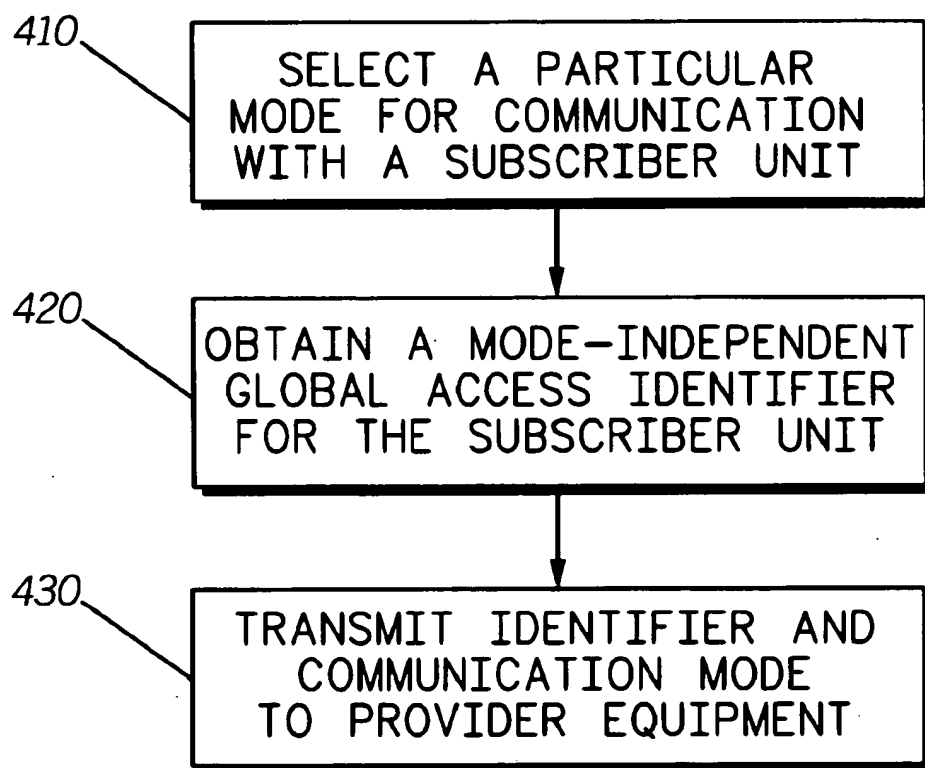 410
SELECT A PARTICULAR
MODE FOR COMMUNICATION
WITH A SUBSCRIBER UNIT
420
OBTAIN A MODE-INDEPENDENT
GLOBAL ACCESS IDENTIFIER
FOR THE SUBSCRIBER UNIT
430
TRANSMIT IDENTIFIER AND
COMMUNICATION MODE
TO PROVIDER EQUIPMENT